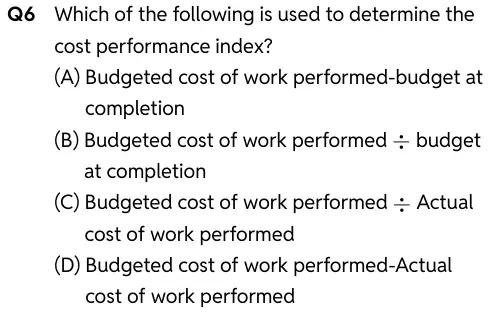 Q6 Which of the following is used to determine the
cost performance index?
(A) Budgeted cost of work performed-budget at
completion
(B) Budgeted cost of work performed ÷ budget
at completion
(C) Budgeted cost of work performed ÷ Actual
cost of work performed
(D) Budgeted cost of work performed-Actual
cost of work performed